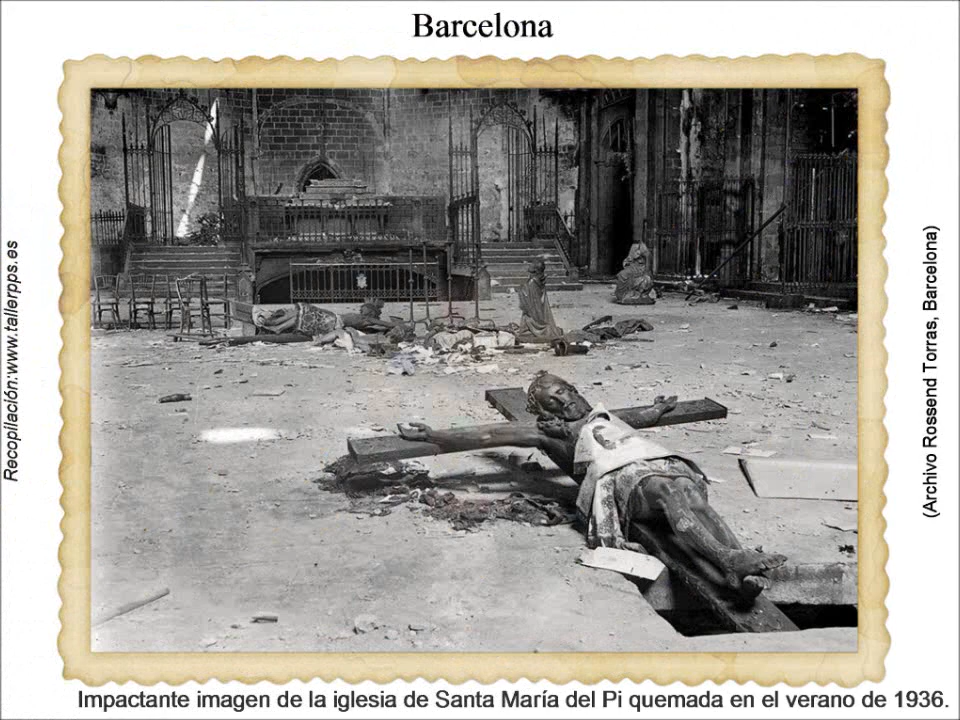 Barcelona
Recopilación:www.tallerpps.es
(Archivo Rossend Torras, Barcelona)
Impactante imagen de la iglesia de Santa María del Pi quemada en el verano de 1936.